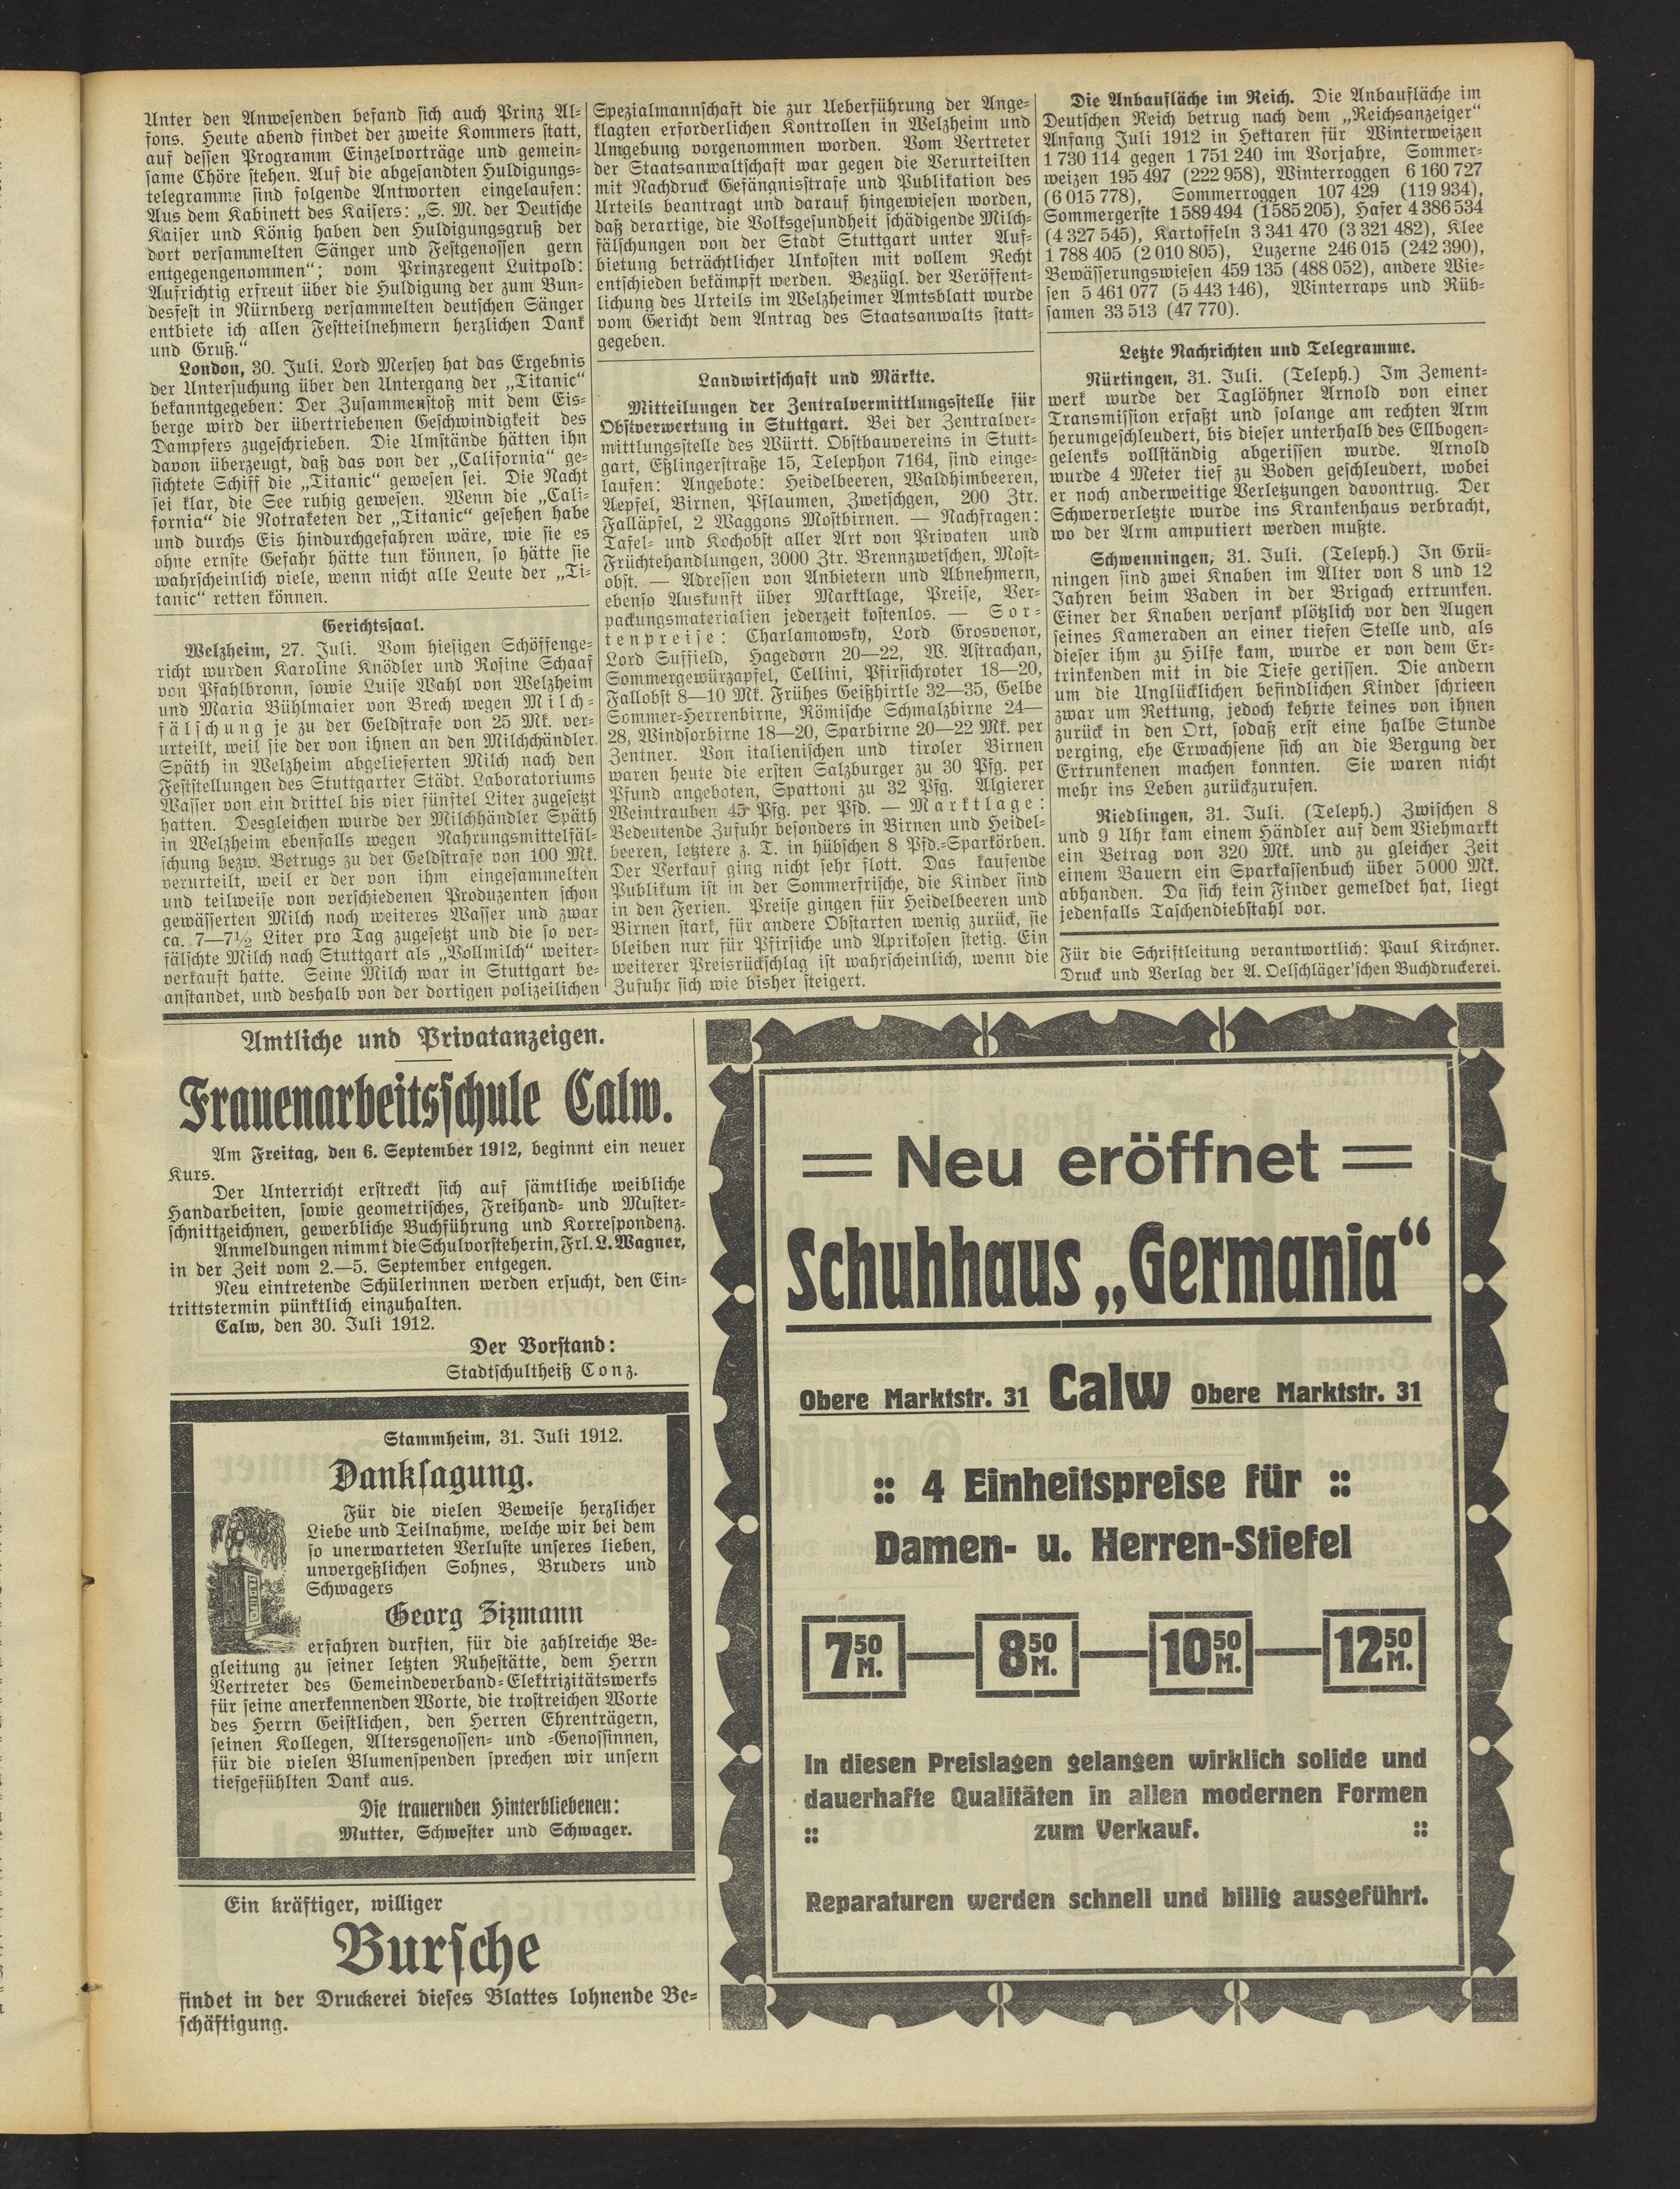 Unter den Anwesenden befand sich auch Prinz Al-
fons. Heute abend findet der zweite Kommers statt,
auf dessen Programm Einzelvorträge und gemein-
same Chöre stehen. Auf die abgesandten Huldigungs-
telegramme sind folgende Antworten eingelaufen:
Aus dem Kabinett des Kaisers: „S. M. der Deutsche
Kaiser und König haben den Huldigungsgruß der
dort versammelten Sänger und Festgenossen gern
entgegengenommen“; vom Prinzregent Luitpold:
Aufrichtig erfreut über die Huldigung der zum Bun-
desfest in Nürnberg versammelten deutschen Sänger
entbiete ich allen Festteilnehmern herzlichen Dank
und Gruß.“
London, 30. Juli. Lord Mersey hat das Ergebnis
der Untersuchung über den Untergang der „Titanic“
bekanntgegeben: Der Zusammenstoß mit dem Eis-
berge wird der übertriebenen Geschwindigkeit des
Dampfers zugeschrieben. Die Umstände hätten ihn
davon überzeugt, daß das von der „California“ ge-
sichtete Schiff die „Titanic“ gewesen sei. Die Nacht
sei klar, die See ruhig gewesen. Wenn die „Cali-
fornia“ die Notraketen der „Titanic“ gesehen habe
und durchs Eis hindurchgefahren wäre, wie sie es
ohne ernste Gefahr hätte tun können, so hätte sie
wahrscheinlich viele, wenn nicht alle Leute der „Ti-
tanic“ retten können.
Gerichtssaal.
Welzheim, 27. Juli. Vom hiesigen Schöffenge-
richt wurden Karoline Knödler und Rosine Schaaf
von Pfahlbronn, sowie Luise Wahl von Welzheim
und Maria Bühlmaier von Brech wegen Milch-
fälschung je zu der Geldstrafe von 25 Mk. ver-
urteilt, weil sie der von ihnen an den Milchhändler
Späth in Welzheim abgelieferten Milch nach den
Feststellungen des Stuttgarter Städt. Laboratoriums
Wasser von ein drittel bis vier fünftel Liter zugesetzt
hatten. Desgleichen wurde der Milchhändler Späth
in Welzheim ebenfalls wegen Nahrungsmittelfäl-
schung bezw. Betrugs zu der Geldstrafe von 100 Mk.
verurteilt, weil er der von ihm eingesammelten
und teilweise von verschiedenen Produzenten schon
gewässerten Milch noch weiteres Wasser und zwar
ca. 7—7½ Liter pro Tag zugesetzt und die so ver-
fälschte Milch nach Stuttgart als „Vollmilch“ weiter-
verkauft hatte. Seine Milch war in Stuttgart be-
anstandet, und deshalb von der dortigen polizeilichen
Spezialmannschaft die zur Ueberführung der Ange-
klagten erforderlichen Kontrollen in Welzheim und
Umgebung vorgenommen worden. Vom Vertreter
der Staatsanwaltschaft war gegen die Verurteilten
mit Nachdruck Gefängnisstrafe und Publikation des
Urteils beantragt und darauf hingewiesen worden,
daß derartige, die Volksgesundheit schädigende Milch-
fälschungen von der Stadt Stuttgart unter Auf-
bietung beträchtlicher Unkosten mit vollem Recht
entschieden bekämpft werden. Bezügl. der Veröffent-
lichung des Urteils im Welzheimer Amtsblatt wurde
vom Gericht dem Antrag des Staatsanwalts statt-
gegeben.
Landwirtschaft und Märkte.
Mitteilungen der Zentralvermittlungsstelle für
Obstverwertung in Stuttgart. Bei der Zentralver-
mittlungsstelle des Württ. Obstbauvereins in Stutt-
gart, Eßlingerstraße 15, Telephon 7164, sind einge-
laufen: Angebote: Heidelbeeren, Waldhimbeeren,
Aepfel, Birnen, Pflaumen, Zwetschgen, 200 Ztr.
Falläpfel, 2 Waggons Mostbirnen. — Nachfragen:
Tafel- und Kochobst aller Art von Privaten und
Früchtehandlungen, 3000 Ztr. Brennzwetschen, Most-
obst. — Adressen von Anbietern und Abnehmern,
ebenso Auskunft über Marktlage, Preise, Ver-
packungsmaterialien jederzeit kostenlos. — Sor-
tenpreise: Charlamowsky, Lord Grosvenor,
Lord Suffield, Hagedorn 20—22, W. Astrachan,
Sommergewürzapfel, Cellini, Pfirsichroter 18—20,
Fallobst 8—10 Mk. Frühes Geißhirtle 32—35, Gelbe
Sommer-Herrenbirne, Römische Schmalzbirne 24—
28, Windsorbirne 18—20, Sparbirne 20—22 Mk. per
Zentner. Von italienischen und tiroler Birnen
waren heute die ersten Salzburger zu 30 Pfg. per
Pfund angeboten, Spattoni zu 32 Pfg. Algierer
Weintrauben 45 Pfg. per Pfd. — Marktlage:
Bedeutende Zufuhr besonders in Birnen und Heidel-
beeren, letztere z. T. in hübschen 8 Pfd.-Sparkörben.
Der Verkauf ging nicht sehr flott. Das kaufende
Publikum ist in der Sommerfrische, die Kinder sind
in den Ferien. Preise gingen für Heidelbeeren und
Birnen stark, für andere Obstarten wenig zurück, sie
bleiben nur für Pfirsiche und Aprikosen stetig. Ein
weiterer Preisrückschlag ist wahrscheinlich, wenn die
Zufuhr sich wie bisher steigert.
Die Anbaufläche im Reich. Die Anbaufläche im
Deutschen Reich betrug nach dem „Reichsanzeiger“
Anfang Juli 1912 in Hektaren für Winterweizen
1 730 114 gegen 1 751 240 im Vorjahre, Sommer-
weizen 195 497 (222 958), Winterroggen 6 160 727
(6 015 778), Sommerroggen 107 429 (119 934),
Sommergerste 1 589 494 (1 585 205), Hafer 4 386 534
(4 327 545), Kartoffeln 3 341 470 (3 321 482), Klee
1 788 405 (2 010 805), Luzerne 246 015 (242 390),
Bewässerungswiesen 459 135 (488 052), andere Wie-
sen 5 461 077 (5 443 146), Winterraps und Rüb-
samen 33 513 (47 770).
Letzte Nachrichten und Telegramme.
Nürtingen, 31. Juli. (Teleph.) Im Zement-
werk wurde der Taglöhner Arnold von einer
Transmission erfaßt und solange am rechten Arm
herumgeschleudert, bis dieser unterhalb des Ellbogen-
gelenks vollständig abgerissen wurde. Arnold
wurde 4 Meter tief zu Boden geschleudert, wobei
er noch anderweitige Verletzungen davontrug. Der
Schwerverletzte wurde ins Krankenhaus verbracht,
wo der Arm amputiert werden mußte.
Schwenningen, 31. Juli. (Teleph.) In Grü-
ningen sind zwei Knaben im Alter von 8 und 12
Jahren beim Baden in der Brigach ertrunken.
Einer der Knaben versank plötzlich vor den Augen
seines Kameraden an einer tiefen Stelle und, als
dieser ihm zu Hilfe kam, wurde er von dem Er-
trinkenden mit in die Tiefe gerissen. Die andern
um die Unglücklichen befindlichen Kinder schrieen
zwar um Rettung, jedoch kehrte keines von ihnen
zurück in den Ort, sodaß erst eine halbe Stunde
verging, ehe Erwachsene sich an die Bergung der
Ertrunkenen machen konnten. Sie waren nicht
mehr ins Leben zurückzurufen.
Riedlingen, 31. Juli. (Teleph.) Zwischen 8
und 9 Uhr kam einem Händler auf dem Viehmarkt
ein Betrag von 320 Mk. und zu gleicher Zeit
einem Bauern ein Sparkassenbuch über 5000 Mk.
abhanden. Da sich kein Finder gemeldet hat, liegt
jedenfalls Taschendiebstahl vor.
Für die Schriftleitung verantwortlich: Paul Kirchner.
Druck und Verlag der A. Oelschläger'schen Buchdruckerei.
Amtliche und Privatanzeigen.
Frauenarbeitsschule Calw.
Am Freitag, den 6. September 1912, beginnt ein neuer
Kurs.
Der Unterricht erstreckt sich auf sämtliche weibliche
Handarbeiten, sowie geometrisches, Freihand- und Muster-
schnittzeichnen, gewerbliche Buchführung und Korrespondenz.
Anmeldungen nimmt die Schulvorsteherin, Frl. L. Wagner,
in der Zeit vom 2.—5. September entgegen.
Neu eintretende Schülerinnen werden ersucht, den Ein-
trittstermin pünktlich einzuhalten.
Calw, den 30. Juli 1912.
Der Vorstand:
Stadtschultheiß Conz.
Stammheim, 31. Juli 1912.
Danksagung.
Für die vielen Beweise herzlicher
Liebe und Teilnahme, welche wir bei dem
so unerwarteten Verluste unseres lieben,
unvergeßlichen Sohnes, Bruders und
Schwagers
Georg Zizmann
erfahren durften, für die zahlreiche Be-
gleitung zu seiner letzten Ruhestätte, dem Herrn
Vertreter des Gemeindeverband-Elektrizitätswerks
für seine anerkennenden Worte, die trostreichen Worte
des Herrn Geistlichen, den Herren Ehrenträgern,
seinen Kollegen, Altersgenossen- und -Genossinnen,
für die vielen Blumenspenden sprechen wir unsern
tiefgefühlten Dank aus.
Die trauernden Hinterbliebenen:
Mutter, Schwester und Schwager.
Ein kräftiger, williger
Bursche
findet in der Druckerei dieses Blattes lohnende Be-
schäftigung.
Neu eröffnet
Schuhhaus „Germania“
Obere Marktstr. 31 Calw Obere Marktstr. 31
:: 4 Einheitspreise für ::
Damen- u. Herren-Stiefel
7 50 M. — 8 50 M. — 10 50 M. — 12 50 M.
In diesen Preislagen gelangen wirklich solide und
dauerhafte Qualitäten in allen modernen Formen
:: zum Verkauf. ::
Reparaturen werden schnell und billig ausgeführt.